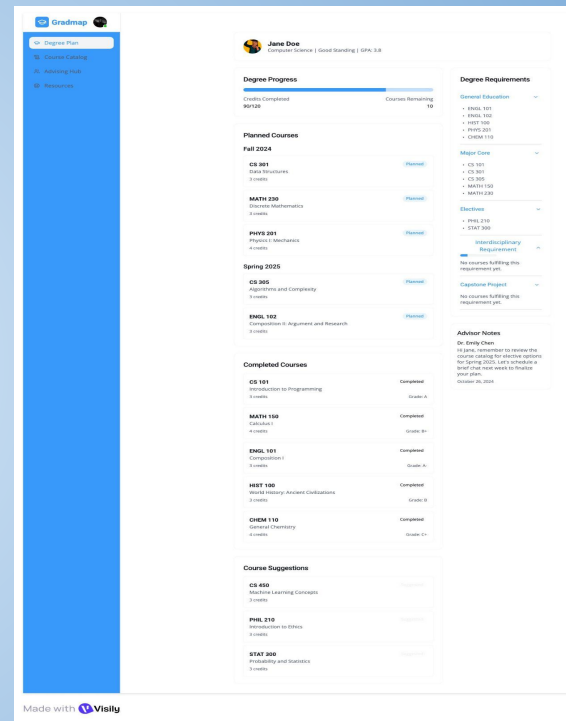 Gradmap
Degree Plan
Course Catalog
Advising Hub
Resources
Jane Doe
Computer Science | Good Standing | GPA: 3.8
Degree Progress
Credits Completed
Courses Remaining
90/120
10
Planned Courses
Fall 2024
CS 301
Planned
Data Structures
3 credits
MATH 230
Planned
Discrete Mathematics
3 credits
PHYS 201
Planned
Physics I: Mechanics
4 credits
Spring 2025
CS 305
Planned
Algorithms and Complexity
3 credits
ENGL 102
Planned
Composition II: Argument and Research
3 credits
Completed Courses
CS 101
Completed
Introduction to Programming
3 credits
Grade: A
MATH 150
Completed
Calculus I
4 credits
Grade: B+
ENGL 101
Completed
Composition I
3 credits
Grade: A-
HIST 100
Completed
World History: Ancient Civilizations
3 credits
Grade: B
CHEM 110
Completed
General Chemistry
4 credits
Grade: C+
Course Suggestions
CS 450
Machine Learning Concepts
3 credits
PHIL 210
Introduction to Ethics
3 credits
STAT 300
Probability and Statistics
3 credits
Degree Requirements
General Education
• ENGL 101
• ENGL 102
• HIST 100
• PHYS 201
• CHEM 110
Major Core
• CS 101
• CS 301
• CS 305
• MATH 150
• MATH 230
Electives
• PHIL 210
• STAT 300
Interdisciplinary
Requirement
No courses fulfilling this
requirement yet.
Capstone Project
No courses fulfilling this
requirement yet.
Advisor Notes
Dr. Emily Chen
Hi Jane, remember to review the
course catalog for elective options
for Spring 2025. Let's schedule a
brief chat next week to finalize
your plan.
October 26, 2024
Made with Visily